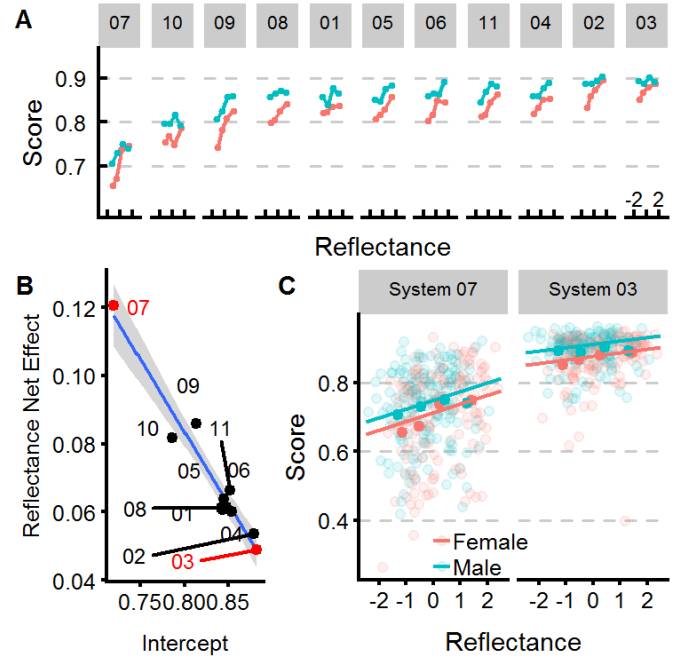 A
07 10 09 08 01 05 06 11 04 02 03
Score
0.9
0.8
0.7
-2 2
Reflectance
B
Reflectance Net Effect
0.12
0.10
0.08
0.06
0.04
07
09
10
11
05
06
08
01
04
02
03
0.750.800.85
Intercept
C
System 07 System 03
Score
0.8
0.6
0.4
Female
Male
-2 -1 0 1 2 -2 -1 0 1 2
Reflectance